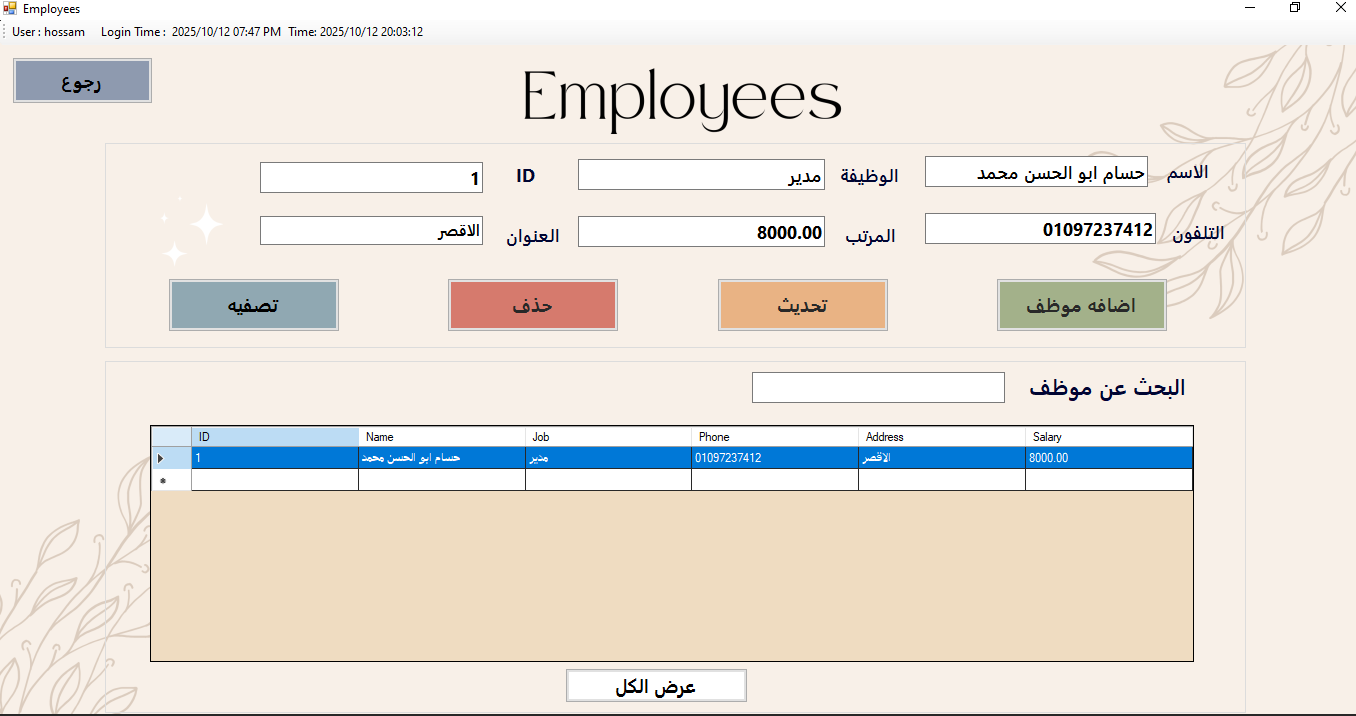 Employees
User : hossam Login Time : 2025/10/12 07:47 PM Time: 2025/10/12 20:03:12
رجوع
Employees
الاسم حسام ابو الحسن محمد الوظيفة مدير ID 1
التلفون 01097237412 المرتب 8000.00 العنوان الاقصر
اضافه موظف تحديث حذف تصفيه
البحث عن موظف
ID Name Job Phone Address Salary
1 حسام ابو الحسن محمد مدير 01097237412 الاقصر 8000.00
عرض الكل